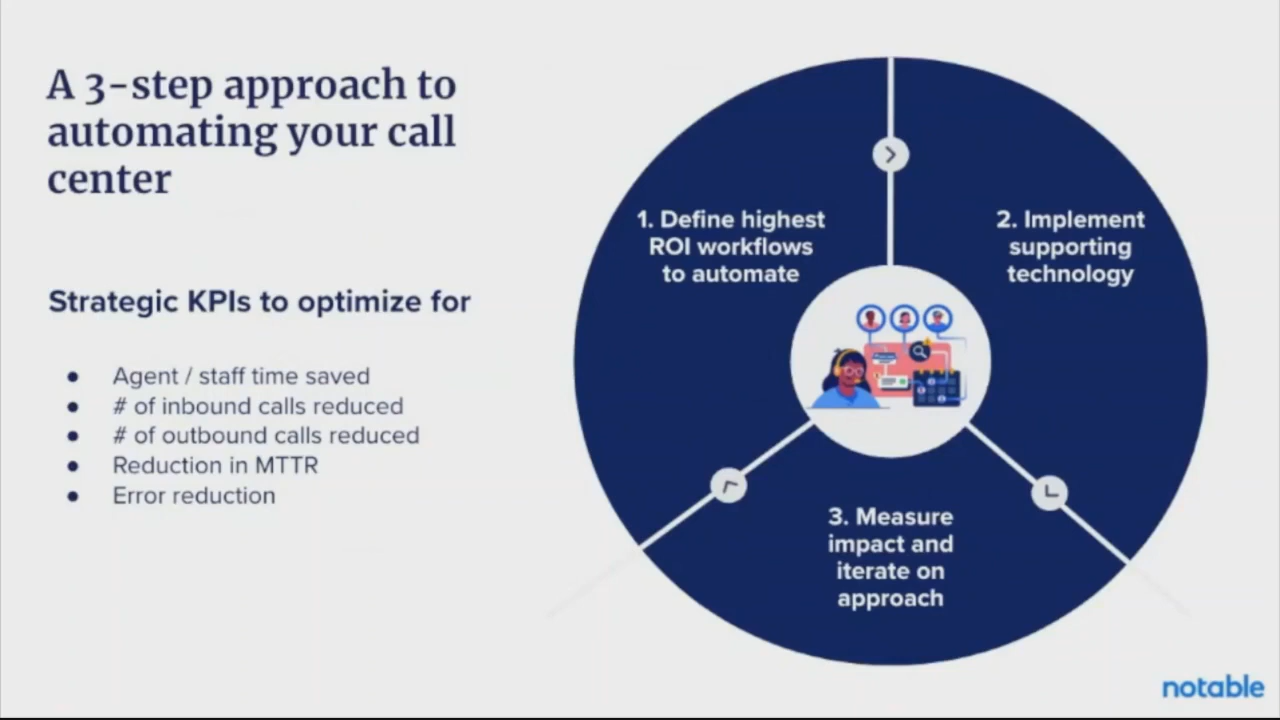 A 3-step approach to
automating your call
center
Strategic KPIs to optimize for
● Agent / staff time saved
● # of inbound calls reduced
● # of outbound calls reduced
● Reduction in MTTR
● Error reduction
1. Define highest
ROI workflows
to automate
2. Implement
supporting
technology
3. Measure
impact and
iterate on
approach
notable